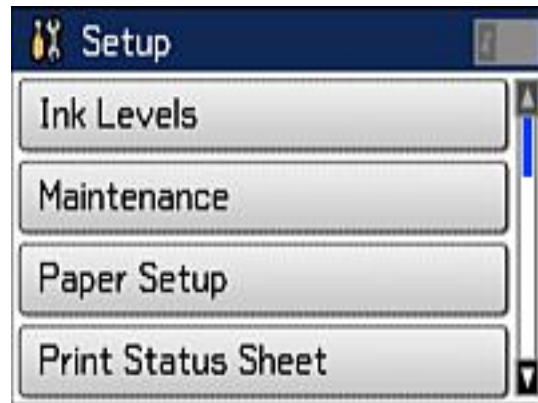 Setup
Ink Levels
Maintenance
Paper Setup
Print Status Sheet